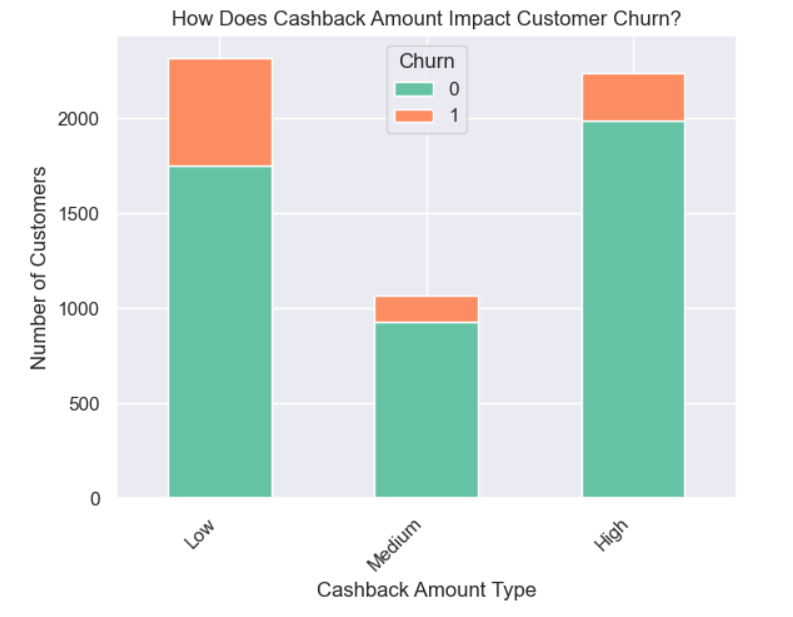 How Does Cashback Amount Impact Customer Churn?
Churn
0
1
2000
1500
1000
500
0
Number of Customers
Low
Medium
High
Cashback Amount Type